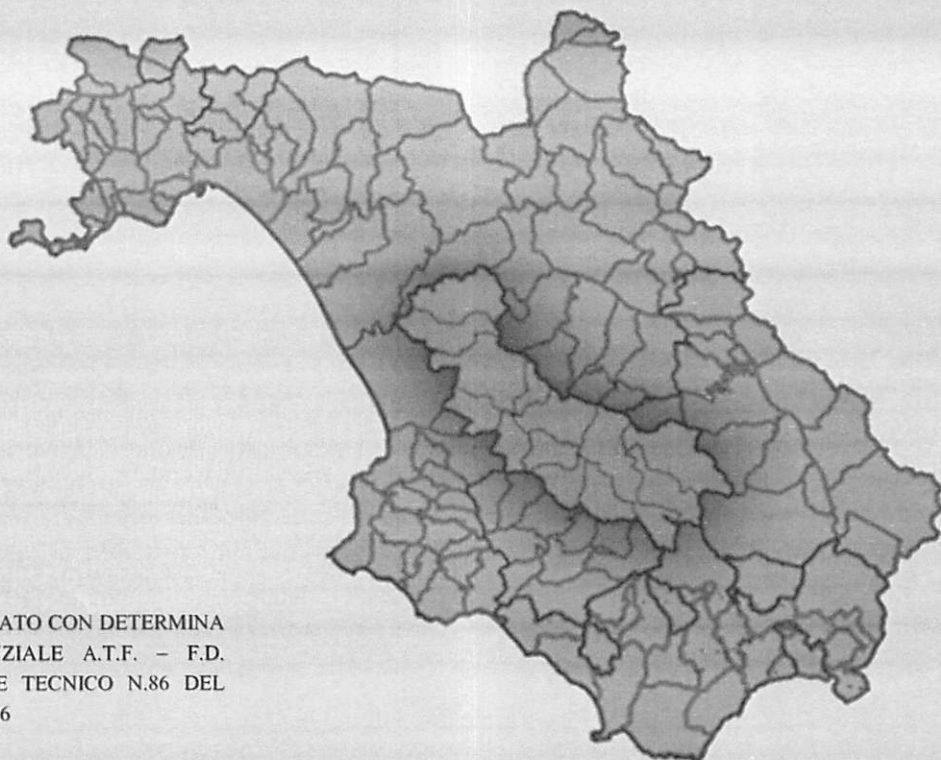 ATO CON DETERMINA
ZIALE A.T.F. – F.D.
E TECNICO N.86 DEL
6